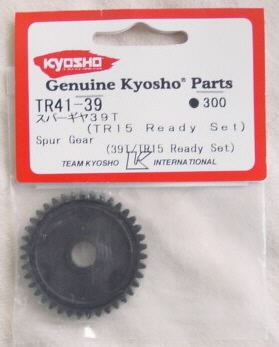 KYOSHO
Genuine Kyosho® Parts
TR41-39 ●300
スパーギヤ39T
(TR15 Ready Set)
Spur Gear
(39T/TR15 Ready Set)
TEAM KYOSHO K INTERNATIONAL